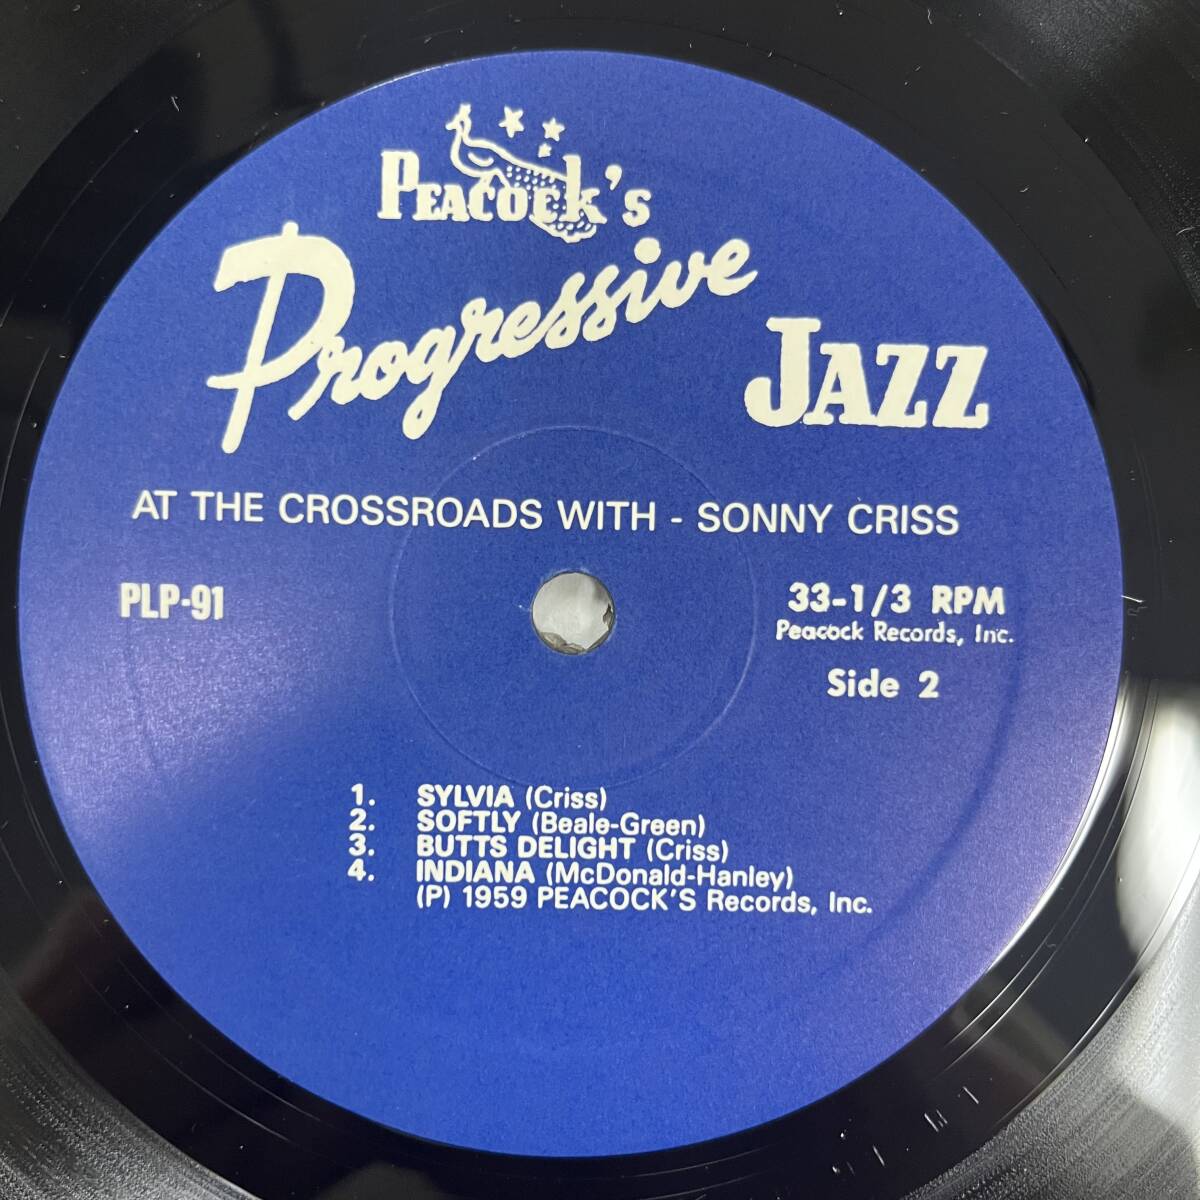 Peacock's
Progressive
JAZZ
AT THE CROSSROADS WITH - SONNY CRISS
PLP-91
33-1/3 RPM
Peacock Records, Inc.
Side 2
1. SYLVIA (Criss)
2. SOFTLY (Beale-Green)
3. BUTTS DELIGHT (Criss)
4. INDIANA (McDonald-Hanley)
(P) 1959 PEACOCK'S Records, Inc.